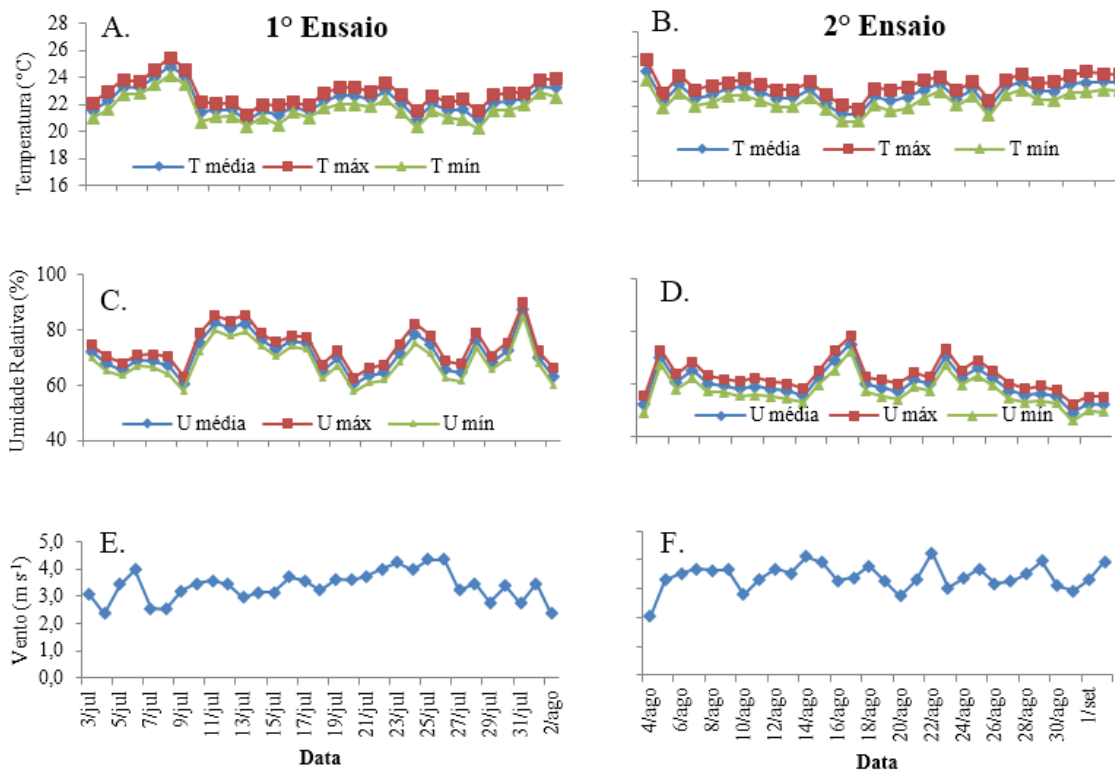 1° Ensaio
2° Ensaio
A.
B.
Temperatura (°C)
28
26
24
22
20
18
16
T média
T máx
T mín
T média
T máx
T mín
C.
D.
Umidade Relativa (%)
100
80
60
40
U média
U máx
U mín
U média
U máx
U mín
E.
F.
Vento (m s⁻¹)
5,0
4,0
3,0
2,0
1,0
0,0
3/jul
5/jul
7/jul
9/jul
11/jul
13/jul
15/jul
17/jul
19/jul
21/jul
23/jul
25/jul
27/jul
29/jul
31/jul
2/ago
4/ago
6/ago
8/ago
10/ago
12/ago
14/ago
16/ago
18/ago
20/ago
22/ago
24/ago
26/ago
28/ago
30/ago
1/set
Data
Data